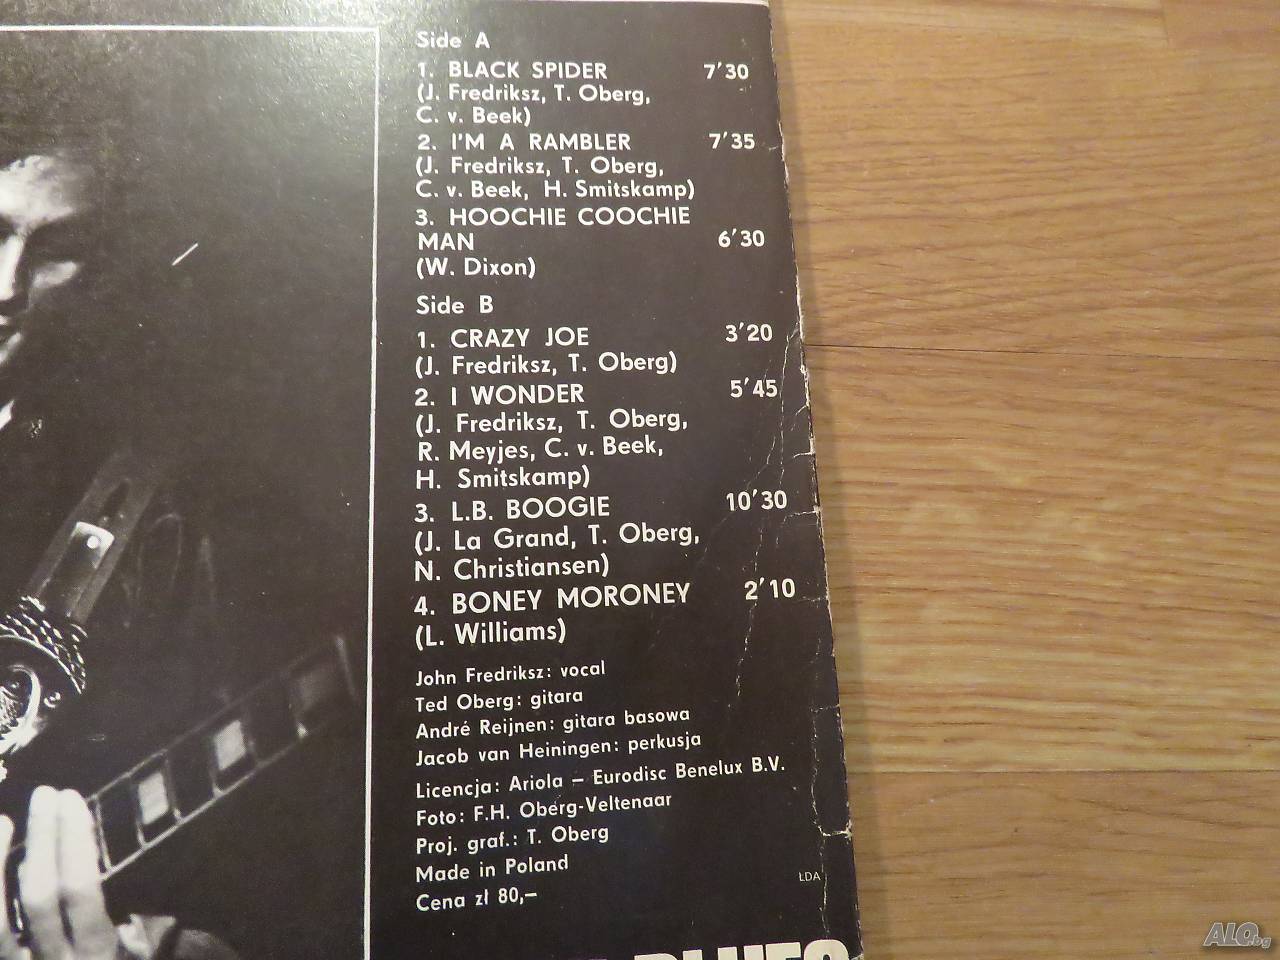 Side A
1. BLACK SPIDER 7'30
(J. Fredriksz, T. Oberg,
C. v. Beek)
2. I'M A RAMBLER 7'35
(J. Fredriksz, T. Oberg,
C. v. Beek, H. Smitskamp)
3. HOOCHIE COOCHIE
MAN 6'30
(W. Dixon)
Side B
1. CRAZY JOE 3'20
(J. Fredriksz, T. Oberg)
2. I WONDER 5'45
(J. Fredriksz, T. Oberg,
R. Meyjes, C. v. Beek,
H. Smitskamp)
3. L.B. BOOGIE 10'30
(J. La Grand, T. Oberg,
N. Christiansen)
4. BONEY MORONEY 2'10
(L. Williams)
John Fredriksz: vocal
Ted Oberg: gitara
André Reijnen: gitara basowa
Jacob van Heiningen: perkusja
Licencja: Ariola – Eurodisc Benelux B.V.
Foto: F.H. Oberg-Veltenaar
Proj. graf.: T. Oberg
Made in Poland
Cena zł 80,–
ŁDA
BLUES
ALO.bg